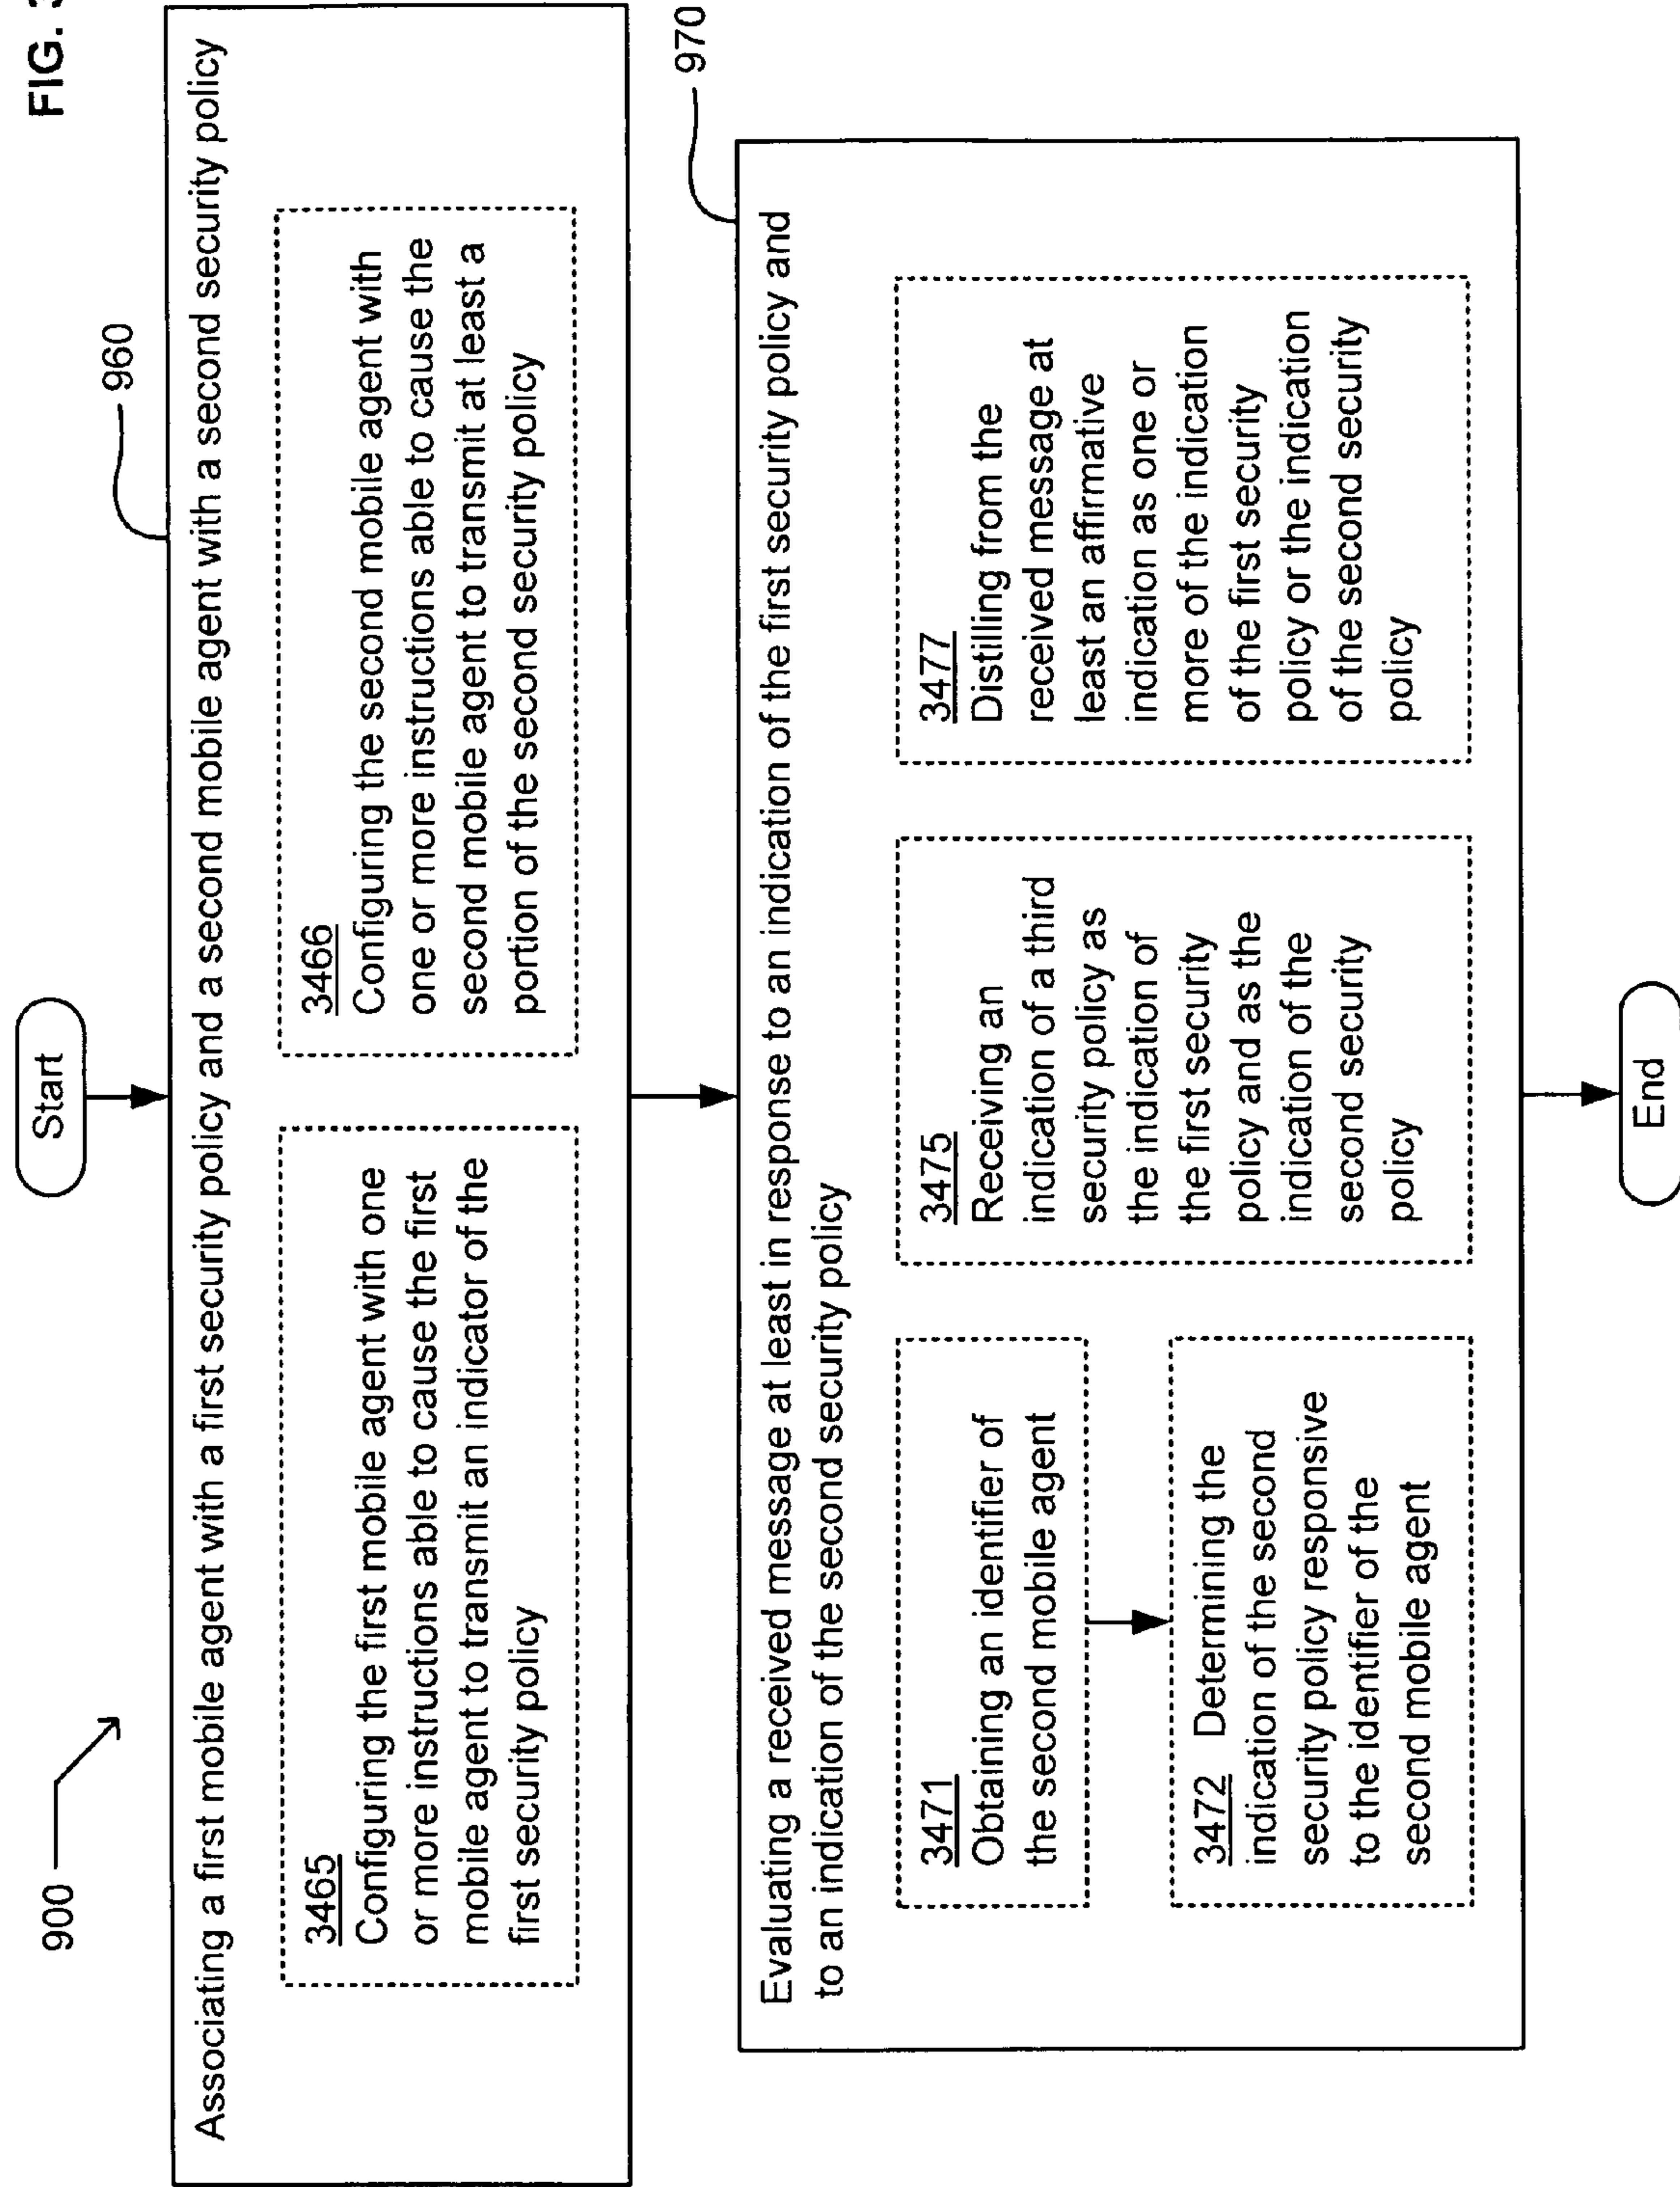 FIG. 3
900
Start
960
Associating a first mobile agent with a first security policy and a second mobile agent with a second security policy
3465
Configuring the first mobile agent with one
or more instructions able to cause the first
mobile agent to transmit an indicator of the
first security policy
3466
Configuring the second mobile agent with
one or more instructions able to cause the
second mobile agent to transmit at least a
portion of the second security policy
970
Evaluating a received message at least in response to an indication of the first security policy and
to an indication of the second security policy
3471
Obtaining an identifier of
the second mobile agent
3472 Determining the
indication of the second
security policy responsive
to the identifier of the
second mobile agent
3475
Receiving an
indication of a third
security policy as
the indication of
the first security
policy and as the
indication of the
second security
policy
3477
Distilling from the
received message at
least an affirmative
indication as one or
more of the indication
of the first security
policy or the indication
of the second security
policy
End